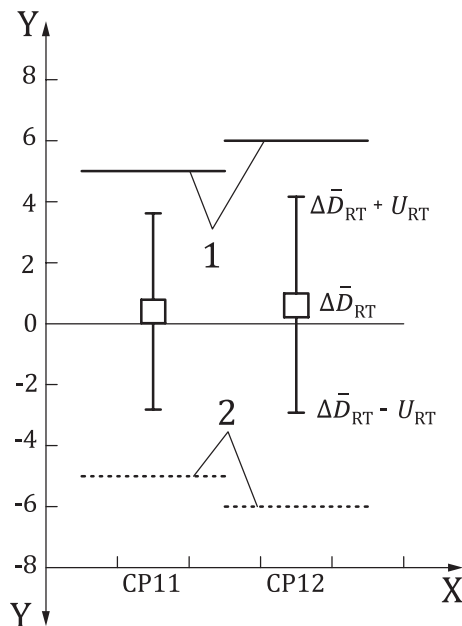 Y
8
6
4
ΔD̄RT + URT
1
2
ΔD̄RT
0
-2
2
ΔD̄RT - URT
-4
-6
-8
CP11 CP12 X
Y